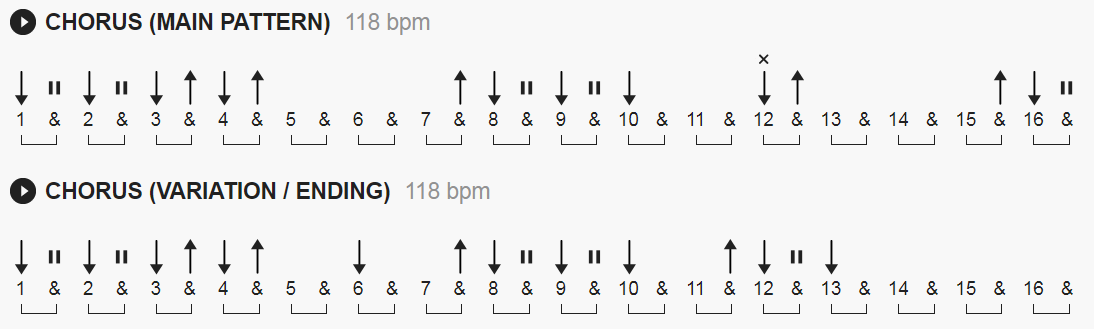 CHORUS (MAIN PATTERN) 118 bpm
1 & 2 & 3 & 4 & 5 & 6 & 7 & 8 & 9 & 10 & 11 & 12 & 13 & 14 & 15 & 16 &
CHORUS (VARIATION / ENDING) 118 bpm
1 & 2 & 3 & 4 & 5 & 6 & 7 & 8 & 9 & 10 & 11 & 12 & 13 & 14 & 15 & 16 &